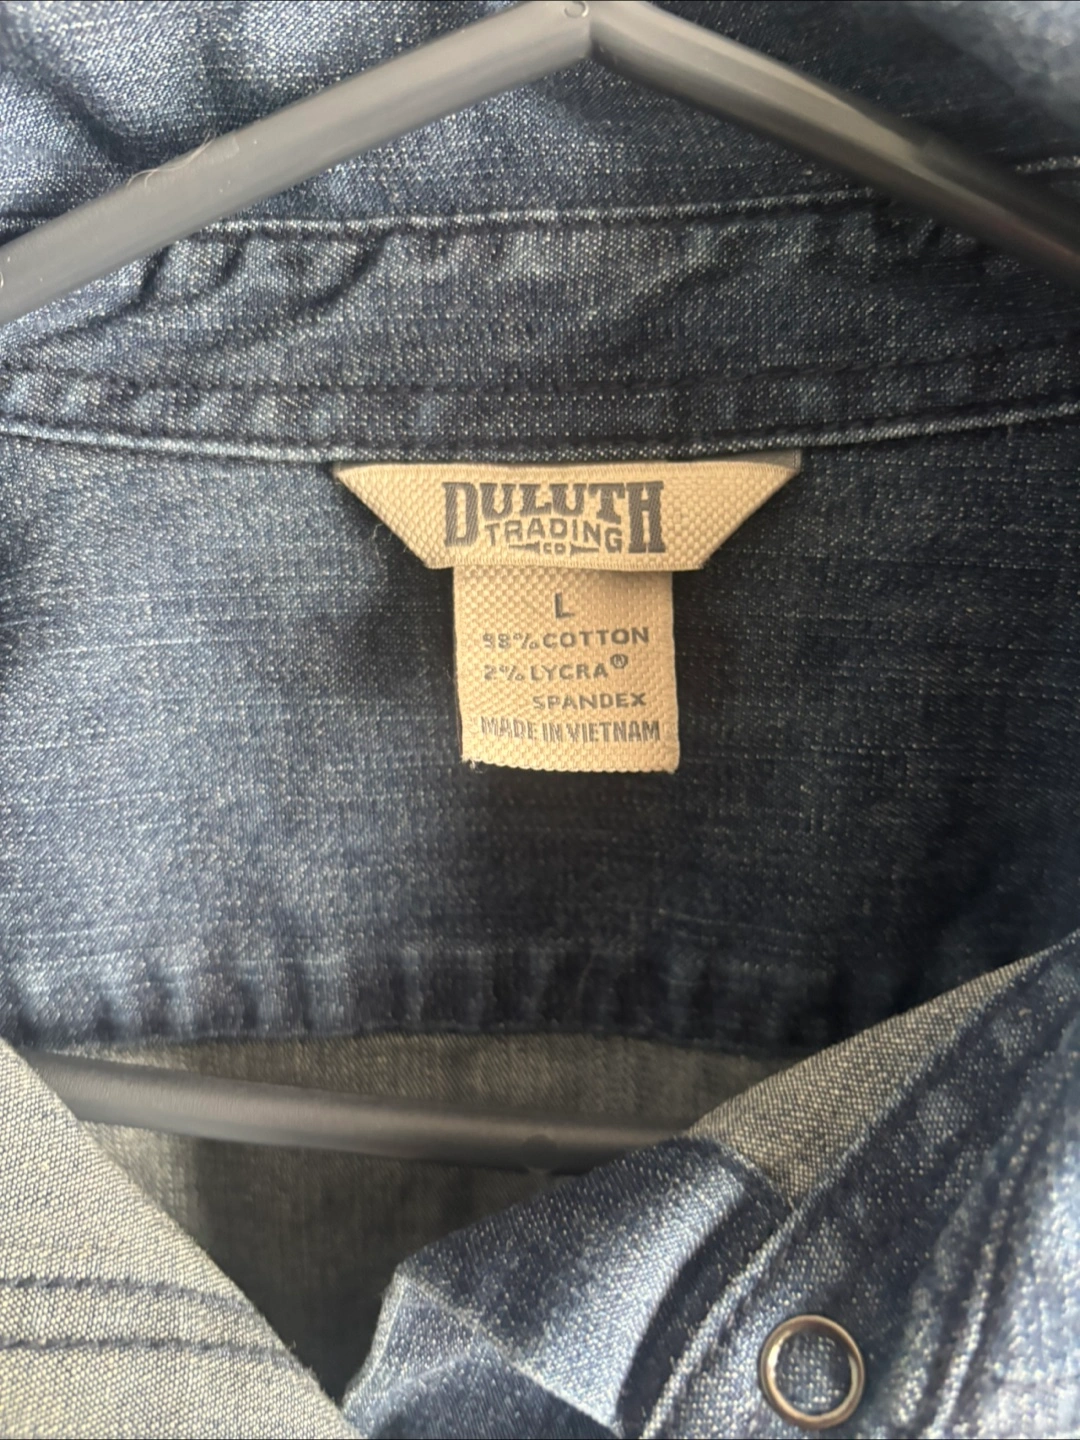 DULUTH
TRADING
CO
L
98% COTTON
2% LYCRA®
SPANDEX
MADE IN VIETNAM